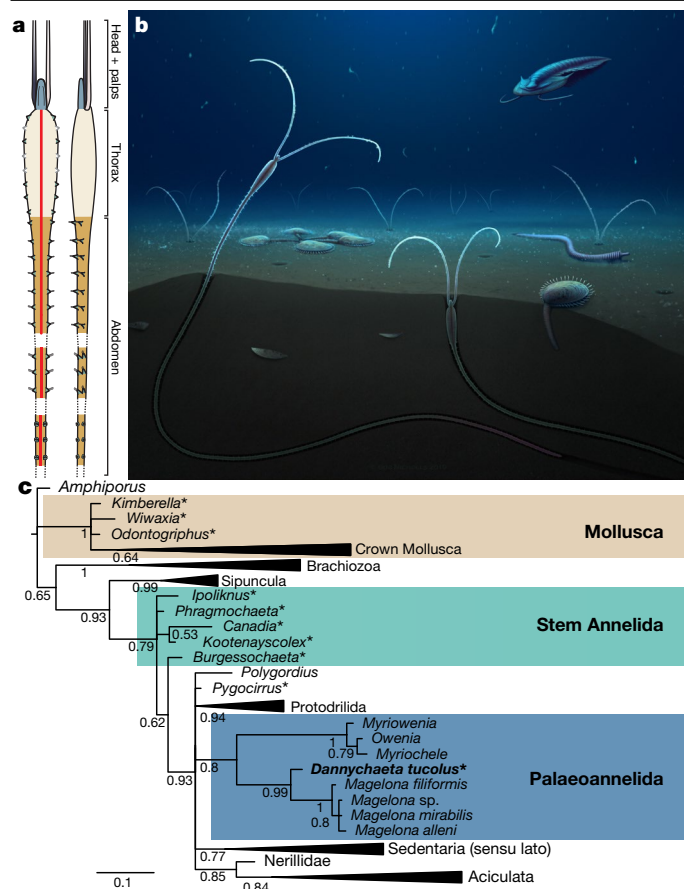 a
b
Head + palps
Thorax
Abdomen
c
Amphiporus
Kimberella*
Wiwaxia*
Odontogriphus*
Mollusca
1
Crown Mollusca
0.64
Brachiozoa
1
Sipuncula
0.99
0.65
Ipoliknus*
Phragmochaeta*
0.93
Canadia*
Stem Annelida
0.53
Kootenayscolex*
0.79
Burgessochaeta*
Polygordius
Pygocirrus*
Protodrilida
0.94
0.62
Myriowenia
Owenia
1
0.79
Myriochele
0.8
Dannychaeta tucolus*
0.93
Palaeoannelida
Magelona filiformis
0.99
Magelona sp.
1
Magelona mirabilis
0.8
Magelona alleni
Sedentaria (sensu lato)
0.77
Nerillidae
0.85
Aciculata
0.84
0.1